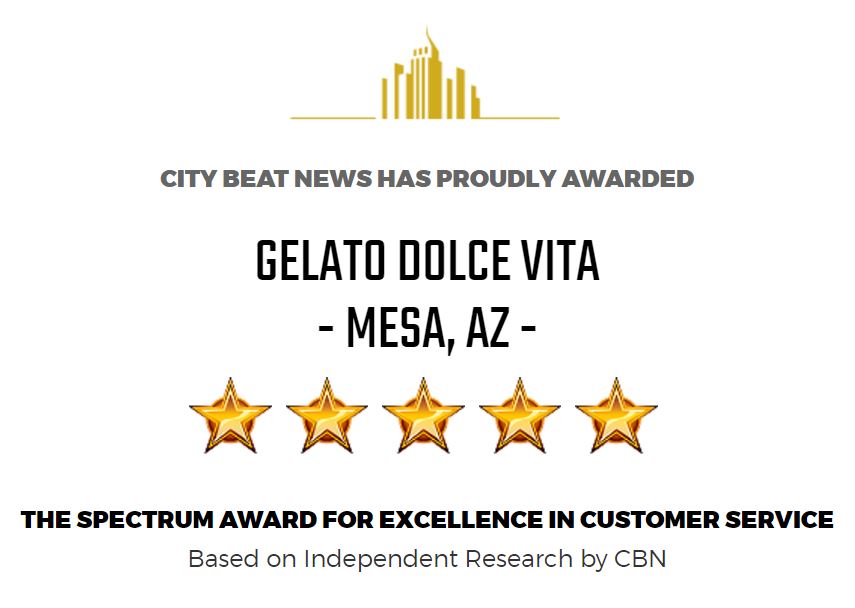 CITY BEAT NEWS HAS PROUDLY AWARDED
GELATO DOLCE VITA
- MESA, AZ -
THE SPECTRUM AWARD FOR EXCELLENCE IN CUSTOMER SERVICE
Based on Independent Research by CBN